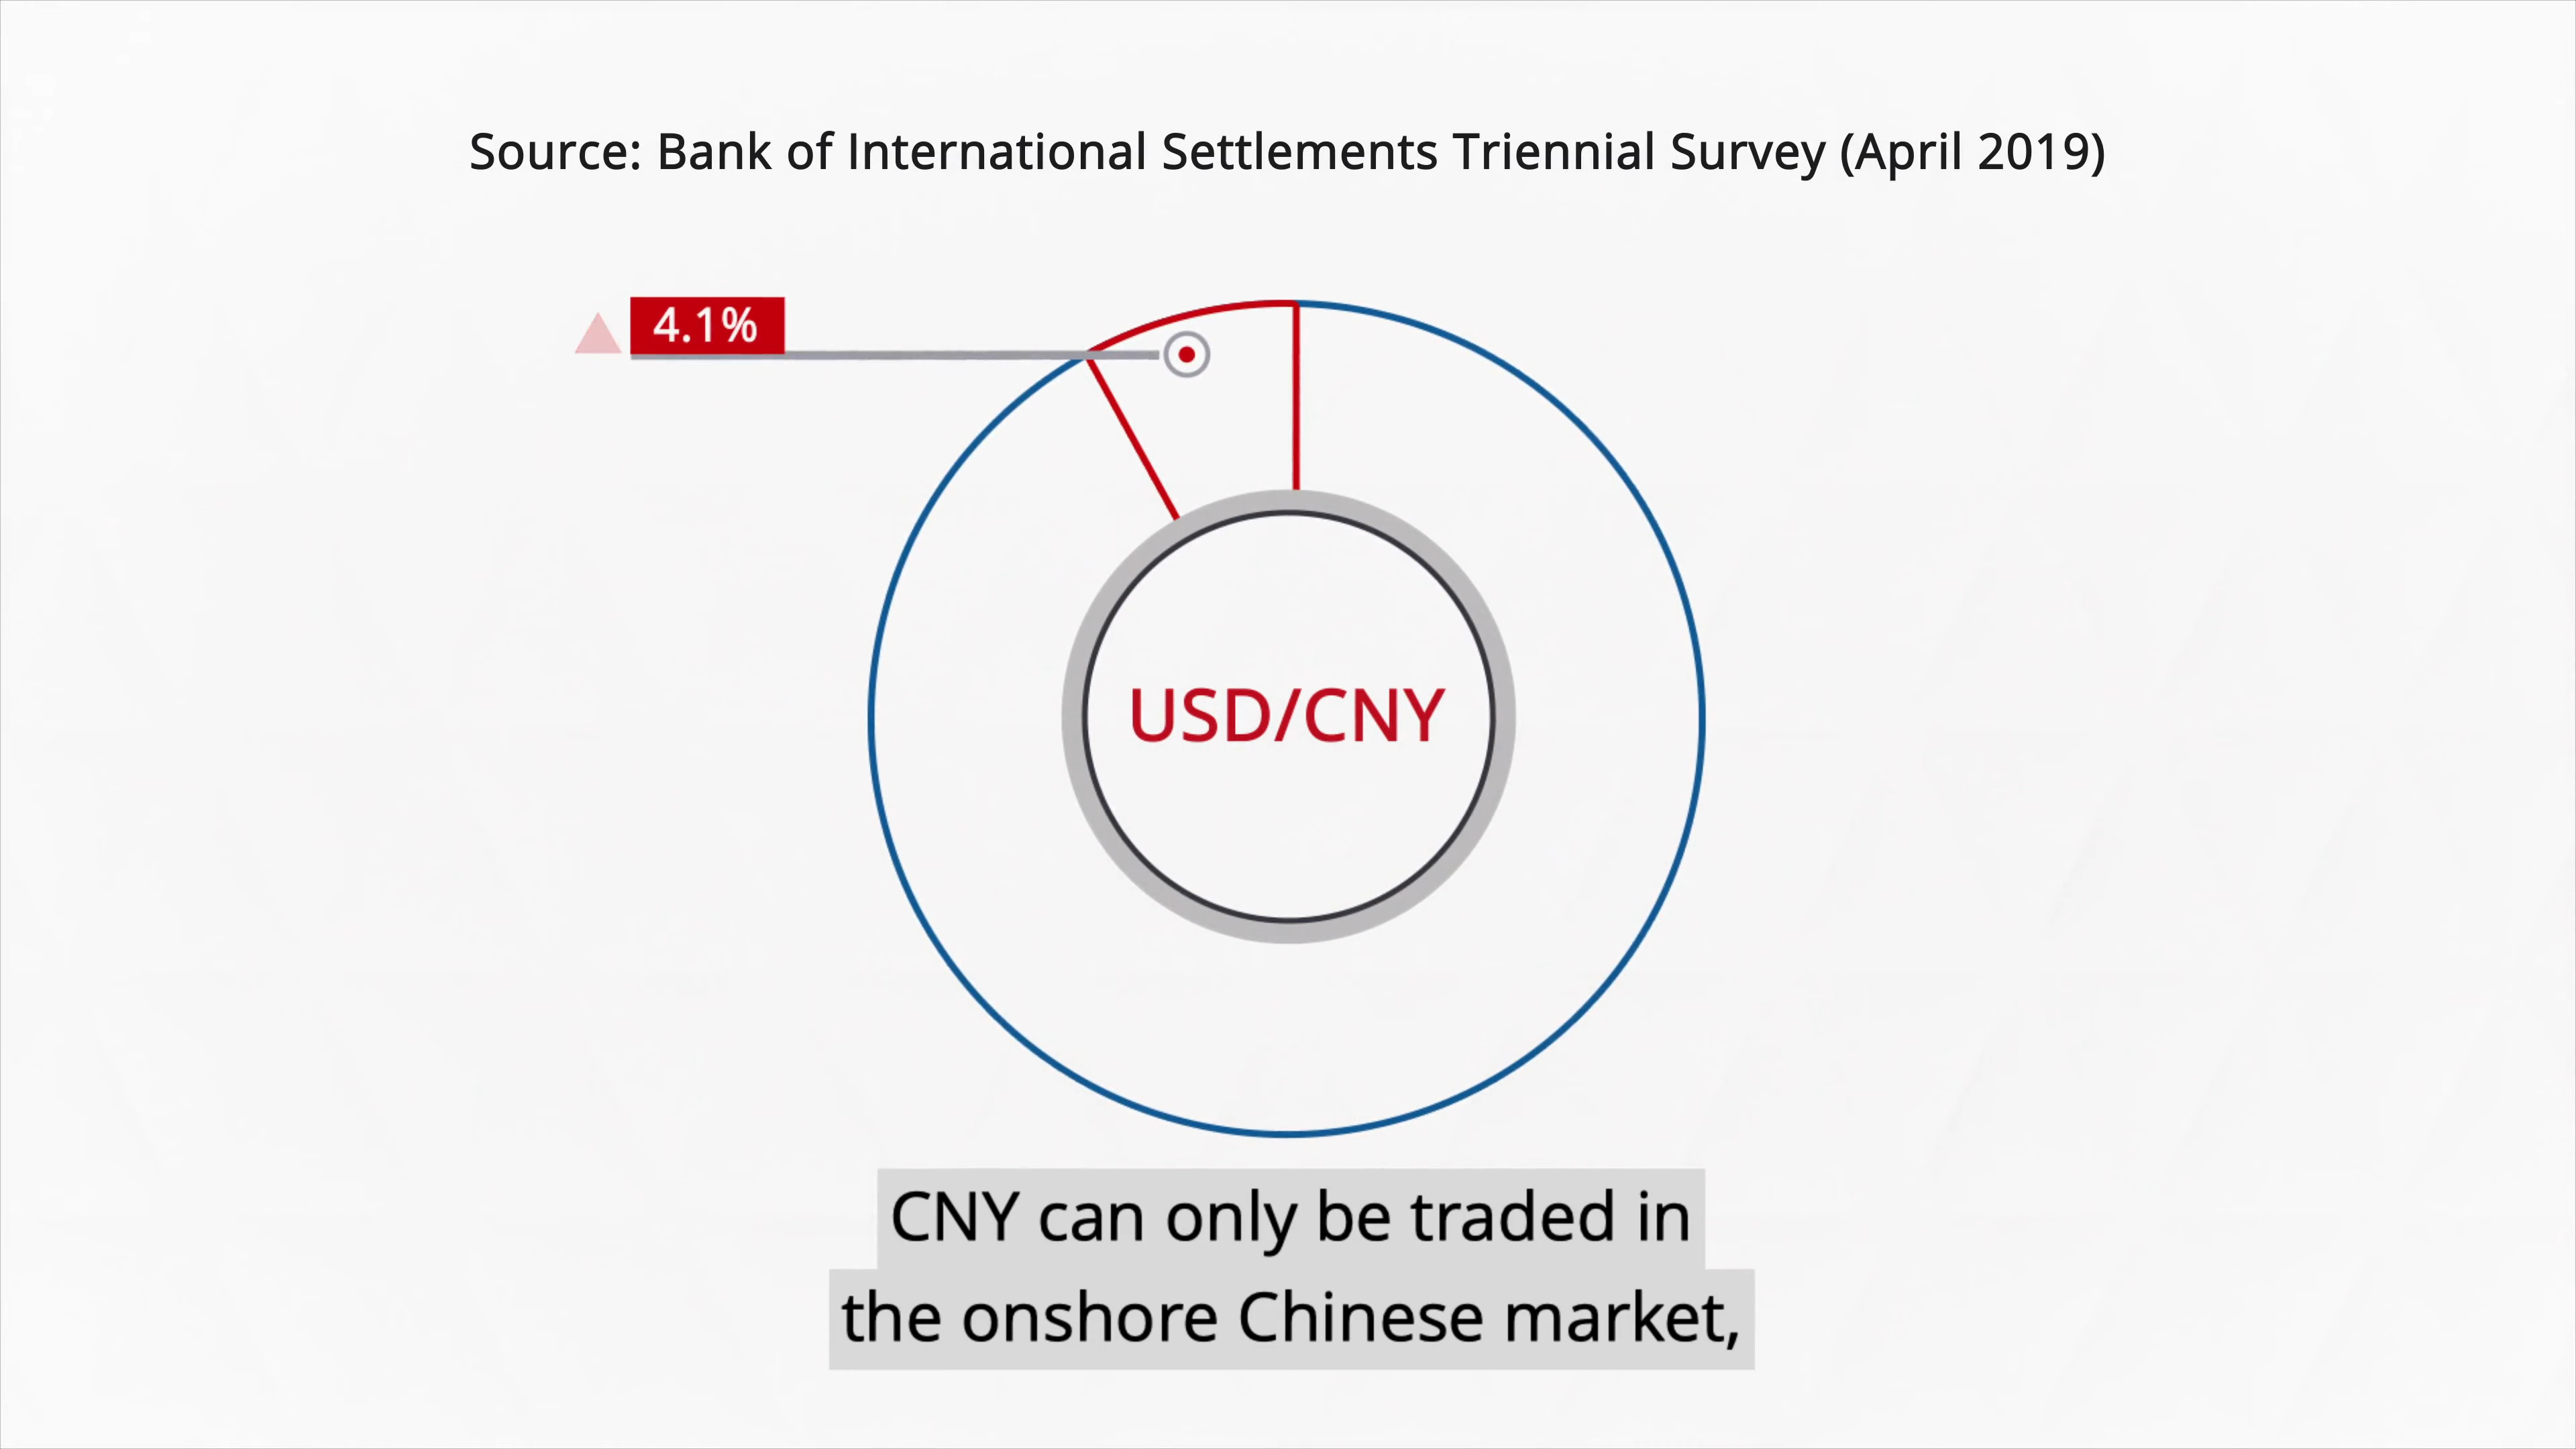 Source: Bank of International Settlements Triennial Survey (April 2019)
4.1%
USD/CNY
CNY can only be traded in
the onshore Chinese market,